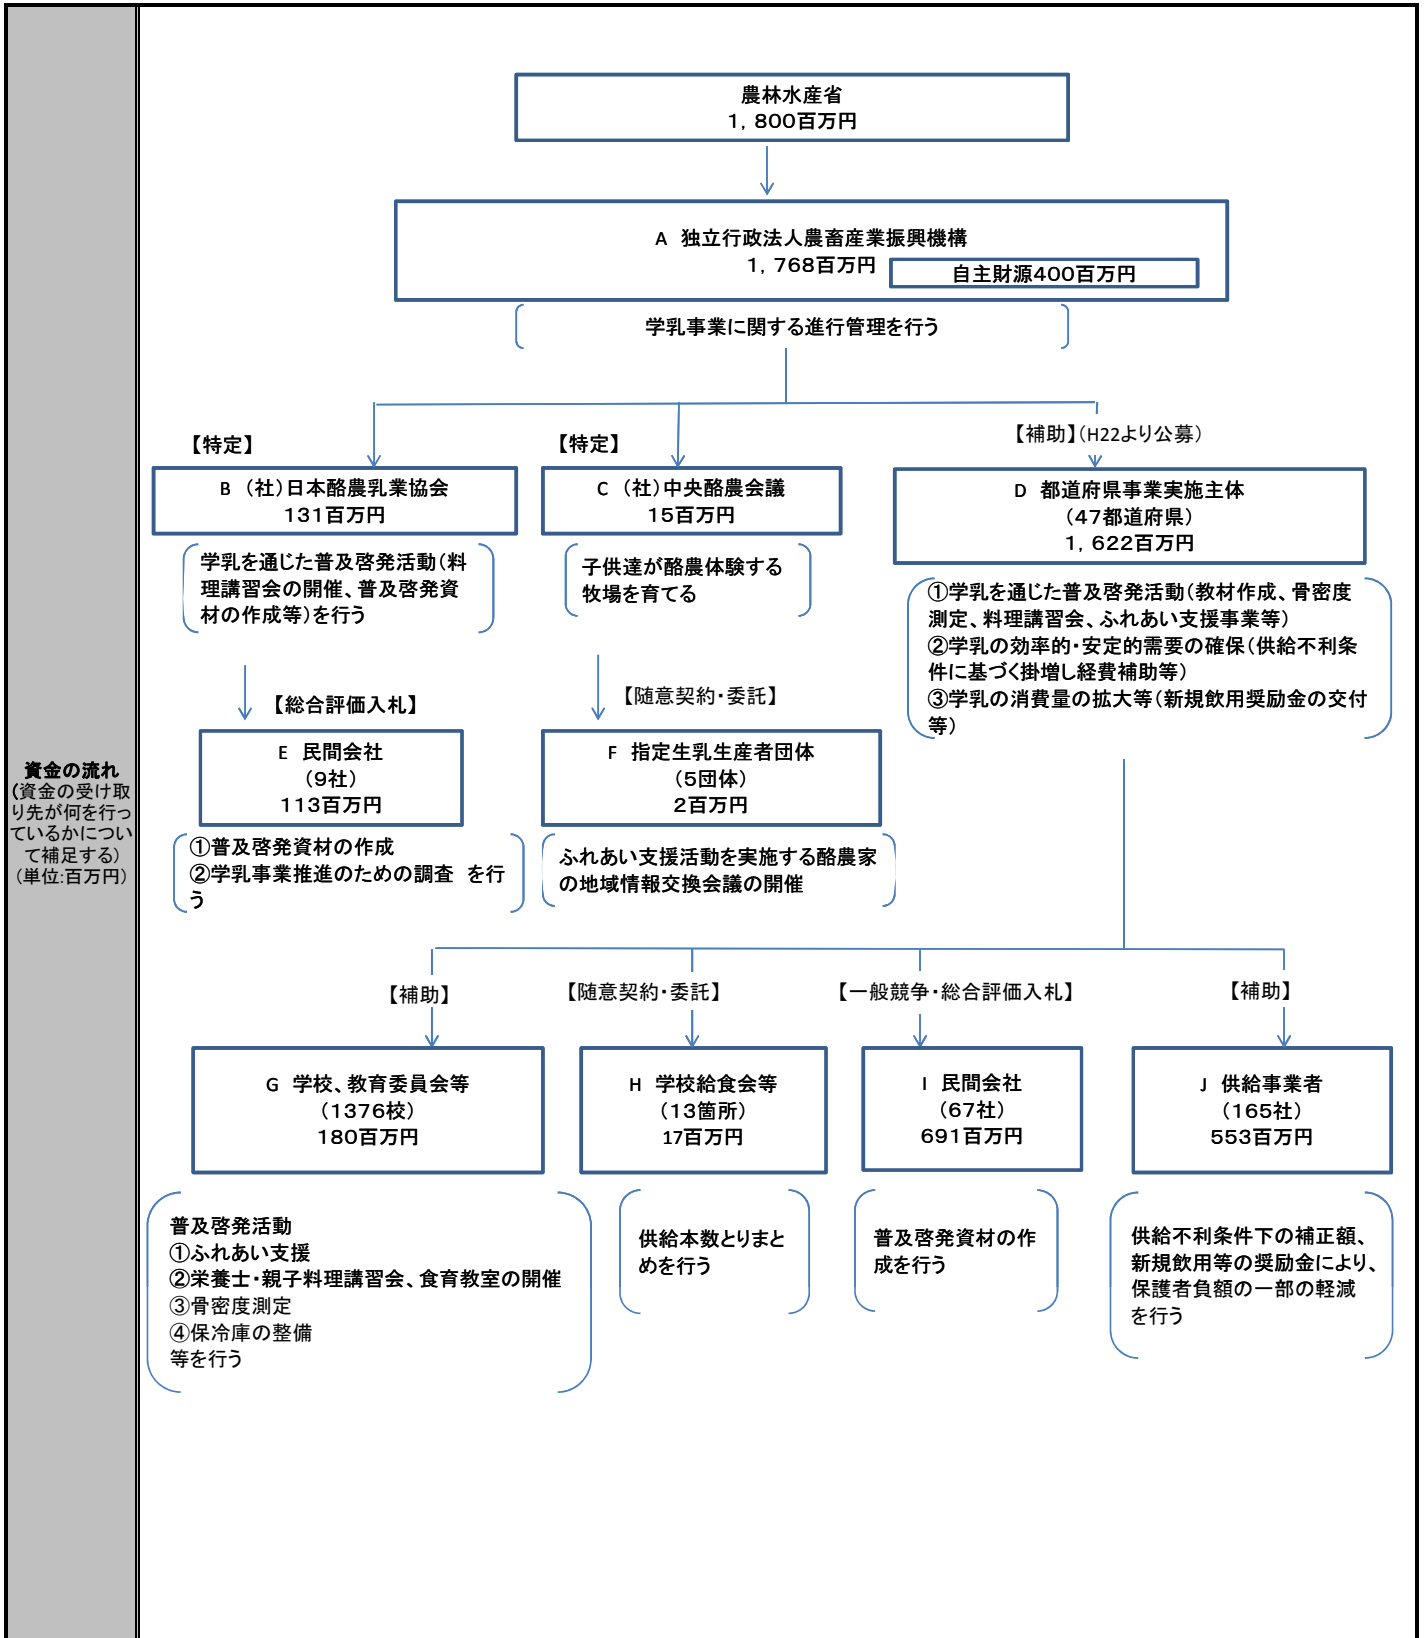 資金の流れ
(資金の受け取
り先が何を行っ
ているかについ
て補足する)
(単位:百万円)
農林水産省
1,800百万円
A 独立行政法人農畜産業振興機構
1,768百万円
自主財源400百万円
学乳事業に関する進行管理を行う
【特定】
B (社)日本酪農乳業協会
131百万円
学乳を通じた普及啓発活動(料
理講習会の開催、普及啓発資
材の作成等)を行う
【特定】
C (社)中央酪農会議
15百万円
子供達が酪農体験する
牧場を育てる
【補助】(H22より公募)
D 都道府県事業実施主体
(47都道府県)
1,622百万円
①学乳を通じた普及啓発活動(教材作成、骨密度
測定、料理講習会、ふれあい支援事業等)
②学乳の効率的・安定的需要の確保(供給不利条
件に基づく掛増し経費補助等)
③学乳の消費量の拡大等(新規飲用奨励金の交付
等)
【総合評価入札】
E 民間会社
(9社)
113百万円
①普及啓発資材の作成
②学乳事業推進のための調査 を行
う
【随意契約・委託】
F 指定生乳生産者団体
(5団体)
2百万円
ふれあい支援活動を実施する酪農家
の地域情報交換会議の開催
【補助】
G 学校、教育委員会等
(1376校)
180百万円
普及啓発活動
①ふれあい支援
②栄養士・親子料理講習会、食育教室の開催
③骨密度測定
④保冷庫の整備
等を行う
【随意契約・委託】
H 学校給食会等
(13箇所)
17百万円
供給本数とりまと
めを行う
【一般競争・総合評価入札】
I 民間会社
(67社)
691百万円
普及啓発資材の作
成を行う
【補助】
J 供給事業者
(165社)
553百万円
供給不利条件下の補正額、
新規飲用等の奨励金により、
保護者負額の一部の軽減
を行う